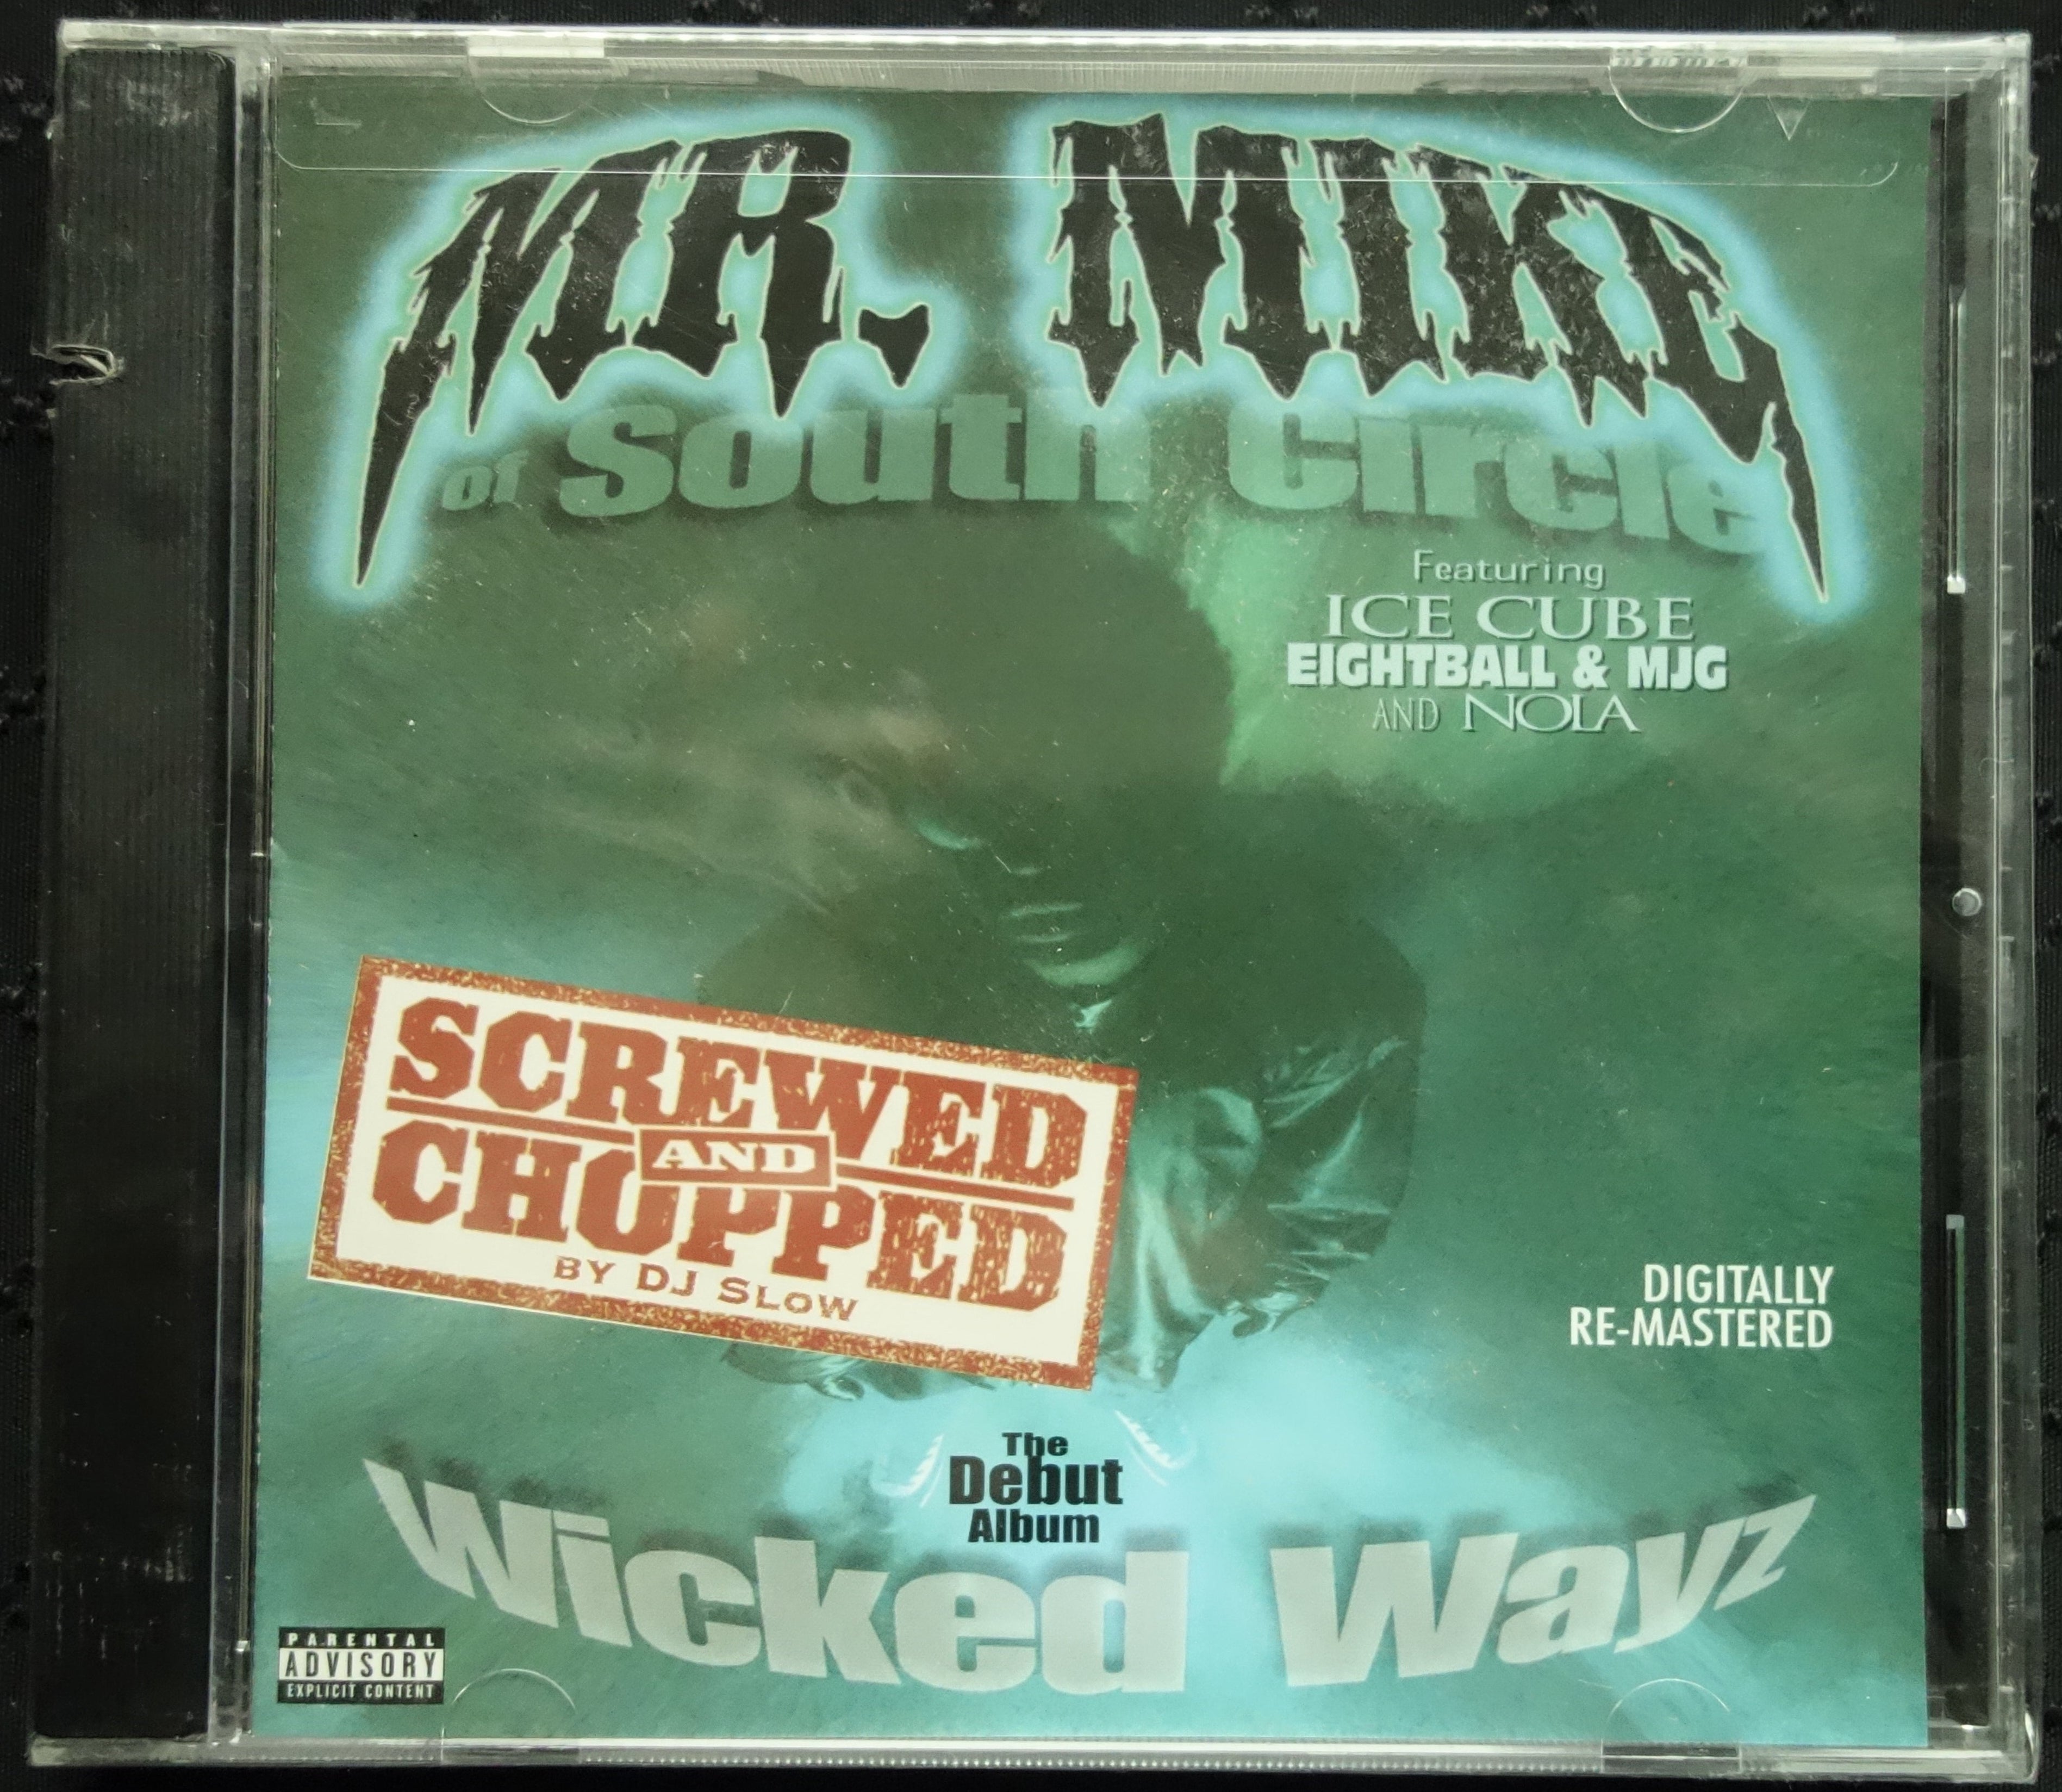 MR. MIKE
of South Circle
Featuring
ICE CUBE
EIGHTBALL & MJG
AND NOLA
SCREWED
AND
CHOPPED
BY DJ SLOW
DIGITALLY
RE-MASTERED
The
Debut
Album
Wicked Wayz
PARENTAL
ADVISORY
EXPLICIT CONTENT